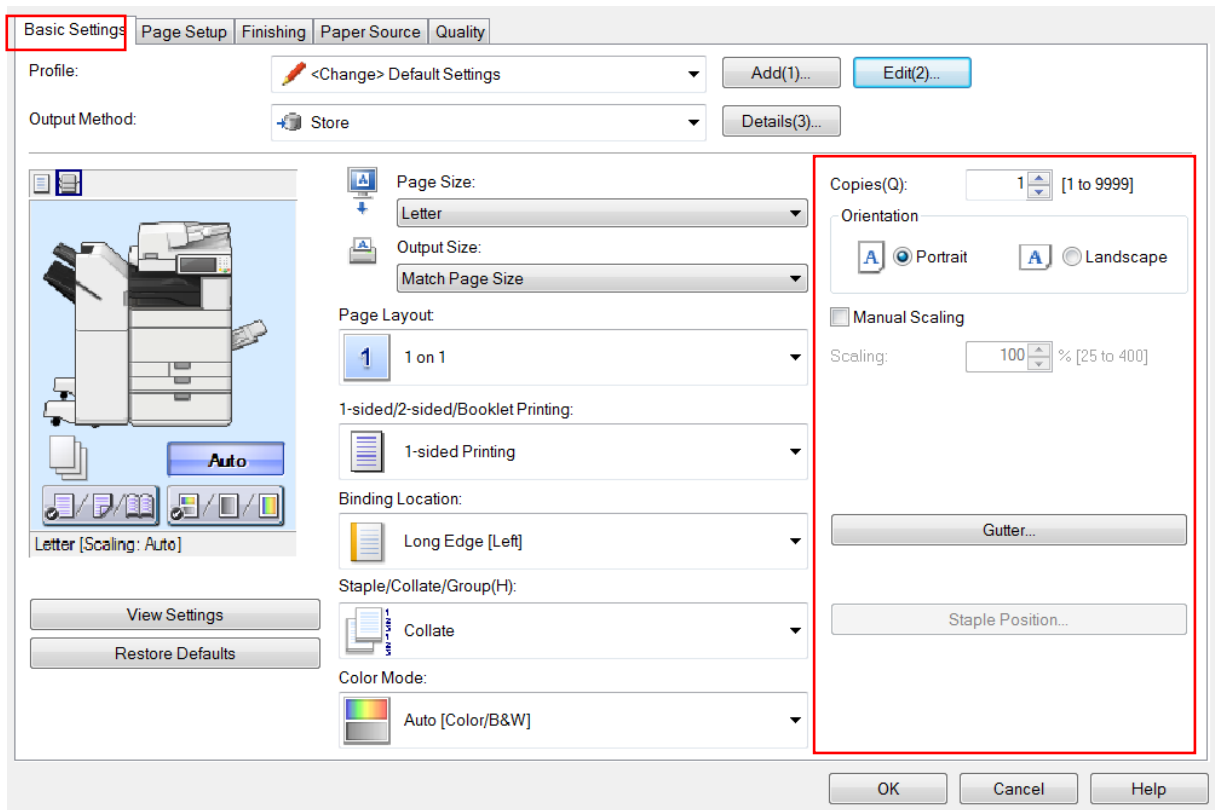 Basic Settings Page Setup Finishing Paper Source Quality
Profile: <Change> Default Settings Add(1)... Edit(2)...
Output Method: Store Details(3)...
Page Size:
Letter
Output Size:
Match Page Size
Page Layout:
1 1 on 1
1-sided/2-sided/Booklet Printing:
1-sided Printing
Binding Location:
Long Edge [Left]
Staple/Collate/Group(H):
Collate
Color Mode:
Auto [Color/B&W]
Auto
Letter [Scaling: Auto]
View Settings
Restore Defaults
Copies(Q): 1 [1 to 9999]
Orientation
A Portrait A Landscape
Manual Scaling
Scaling: 100 % [25 to 400]
Gutter...
Staple Position...
OK Cancel Help